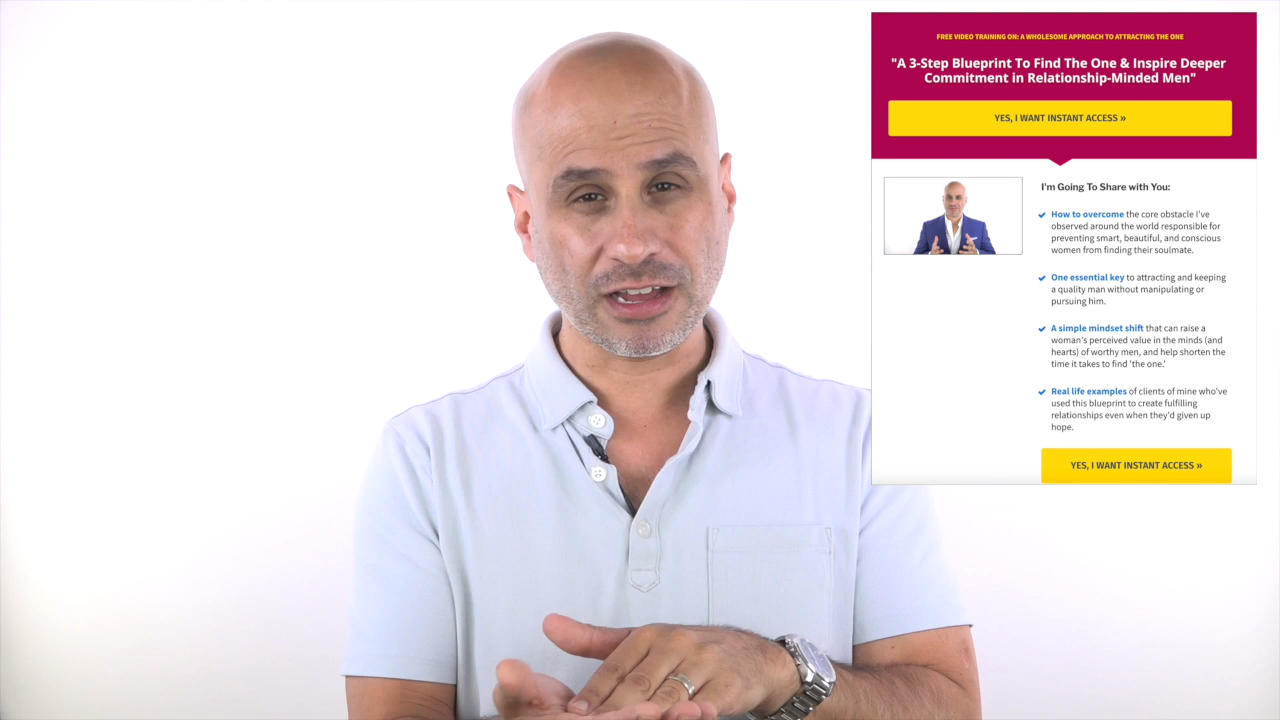 FREE VIDEO TRAINING ON: A WHOLESOME APPROACH TO ATTRACTING THE ONE
"A 3-Step Blueprint To Find The One & Inspire Deeper
Commitment in Relationship-Minded Men"
YES, I WANT INSTANT ACCESS »
I'm Going To Share with You:
How to overcome the core obstacle I've
observed around the world responsible for
preventing smart, beautiful, and conscious
women from finding their soulmate.
One essential key to attracting and keeping
a quality man without manipulating or
pursuing him.
A simple mindset shift that can raise a
woman's perceived value in the minds (and
hearts) of worthy men, and help shorten the
time it takes to find 'the one.'
Real life examples of clients of mine who've
used this blueprint to create fulfilling
relationships even when they'd given up
hope.
YES, I WANT INSTANT ACCESS »